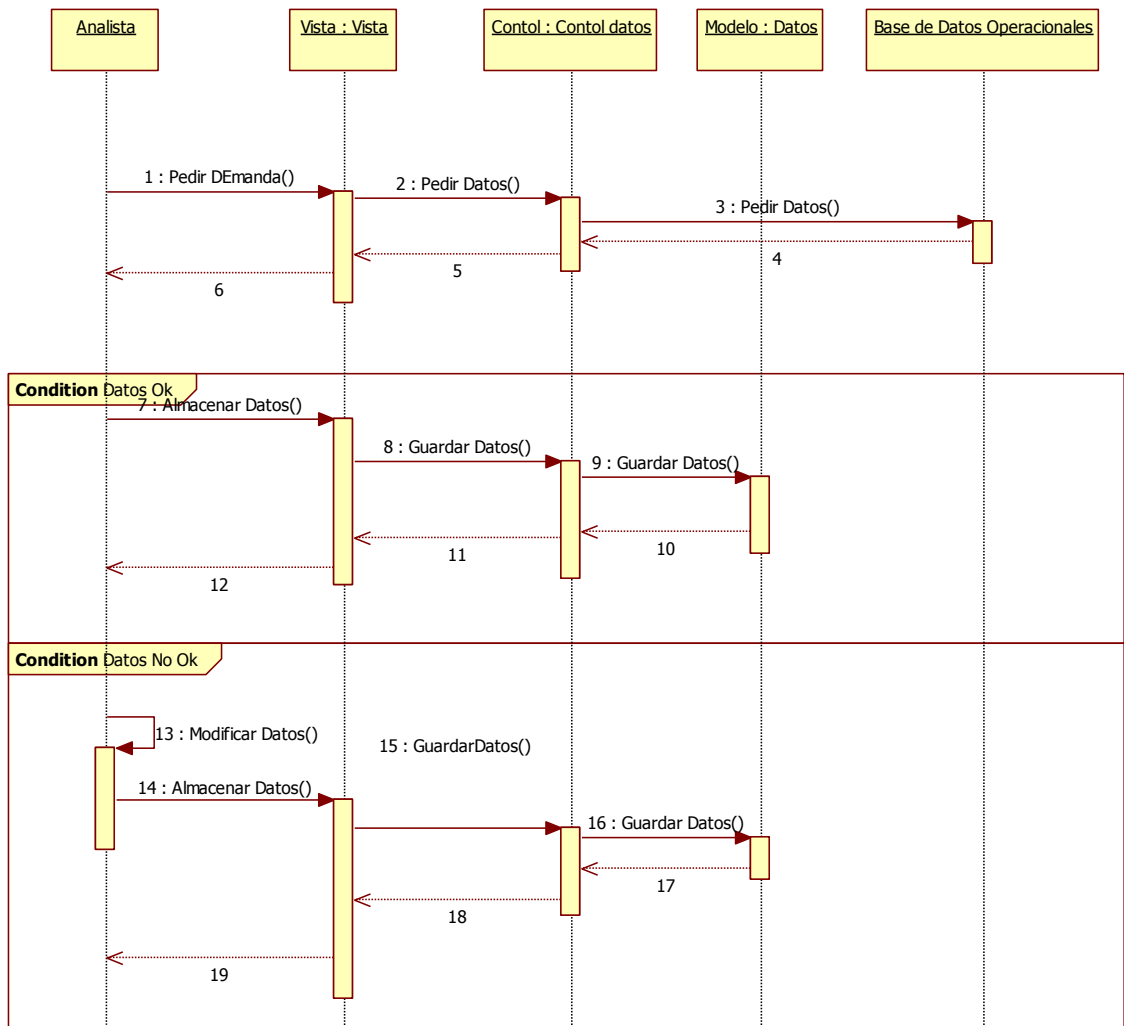 Analista
Vista : Vista
Contol : Contol datos
Modelo : Datos
Base de Datos Operacionales
1 : Pedir DEmanda()
2 : Pedir Datos()
3 : Pedir Datos()
4
5
6
Condition Datos Ok
7 : Almacenar Datos()
8 : Guardar Datos()
9 : Guardar Datos()
10
11
12
Condition Datos No Ok
13 : Modificar Datos()
15 : GuardarDatos()
14 : Almacenar Datos()
16 : Guardar Datos()
17
18
19